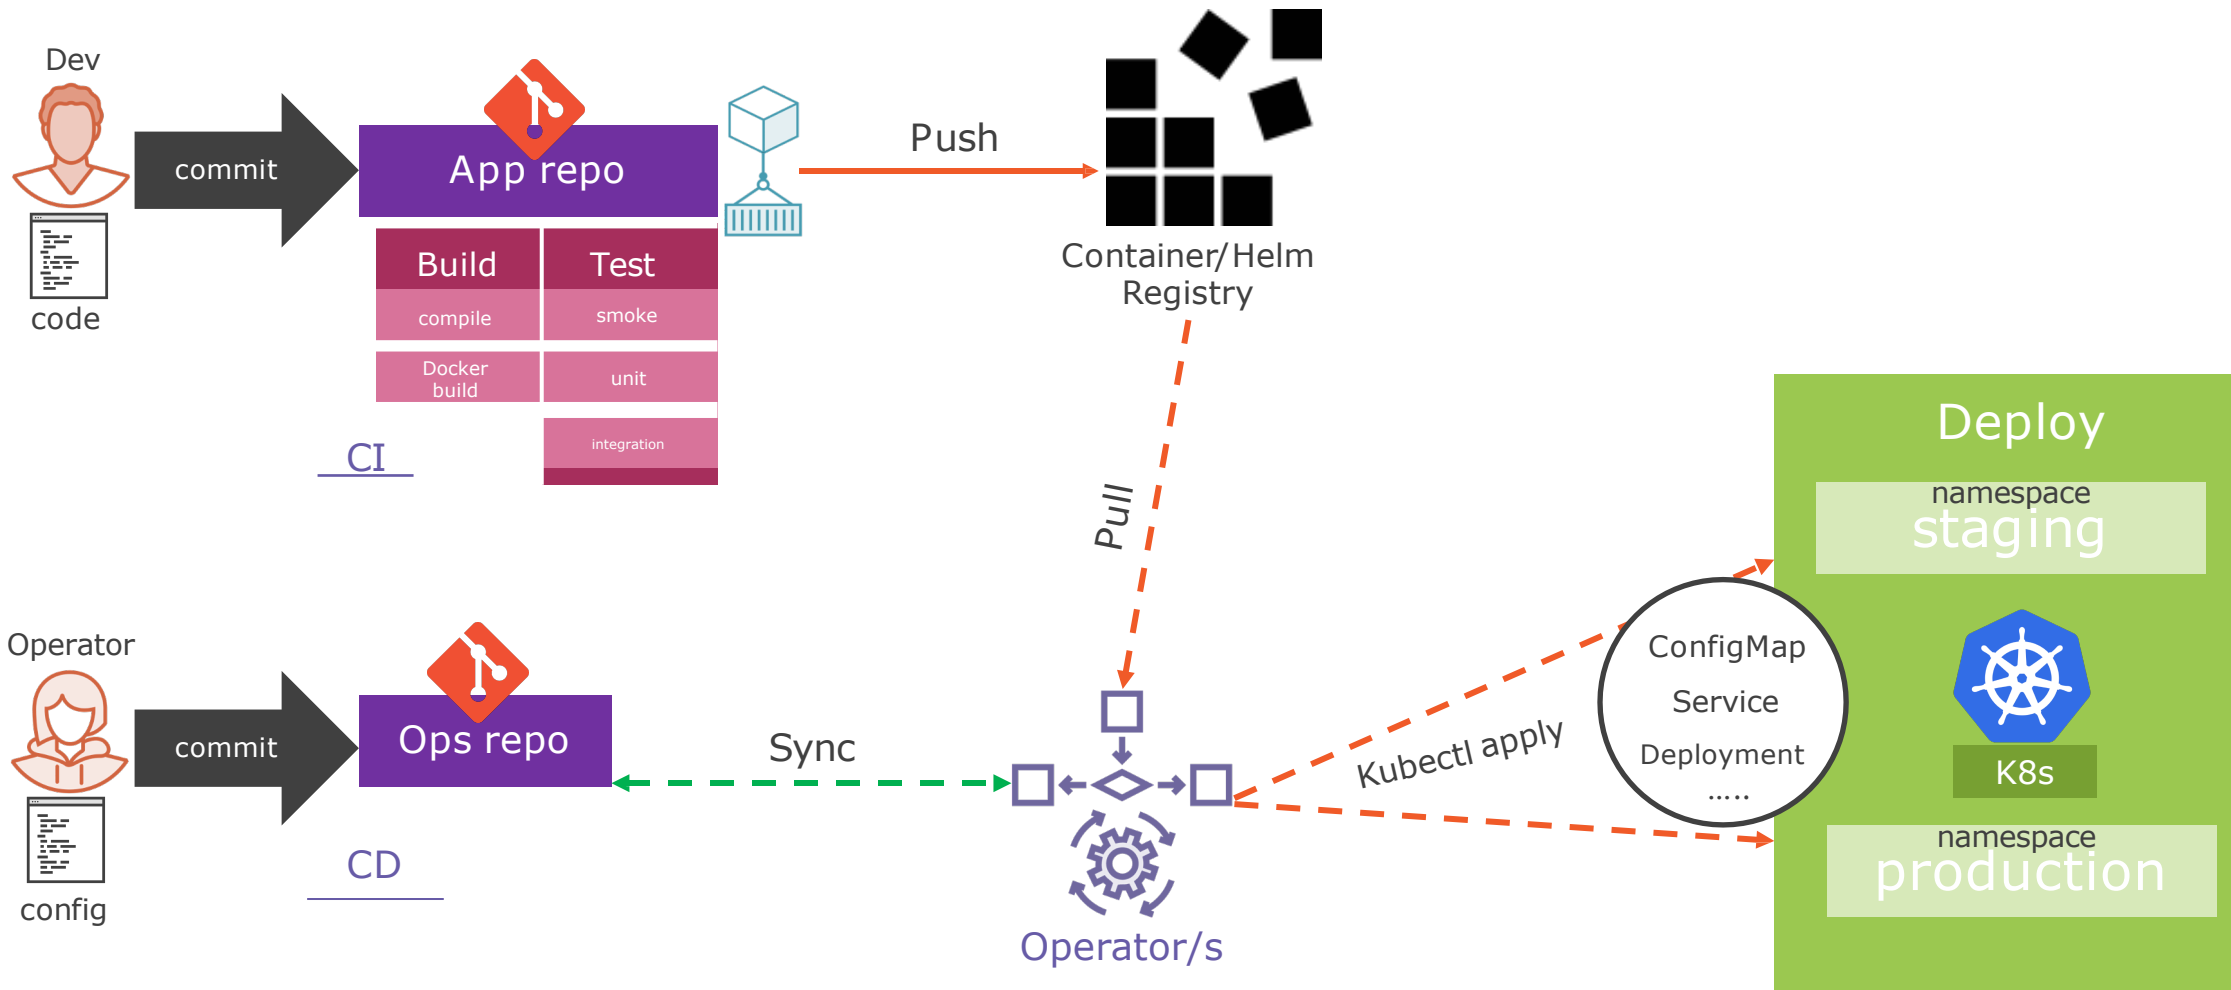 Dev
commit
App repo
code
Build
Test
compile
smoke
Docker
build
unit
integration
CI
Push
Container/Helm
Registry
Pull
Operator
commit
Ops repo
config
CD
Sync
Operator/s
Kubectl apply
ConfigMap
Service
Deployment
.....
Deploy
namespace
staging
K8s
namespace
production